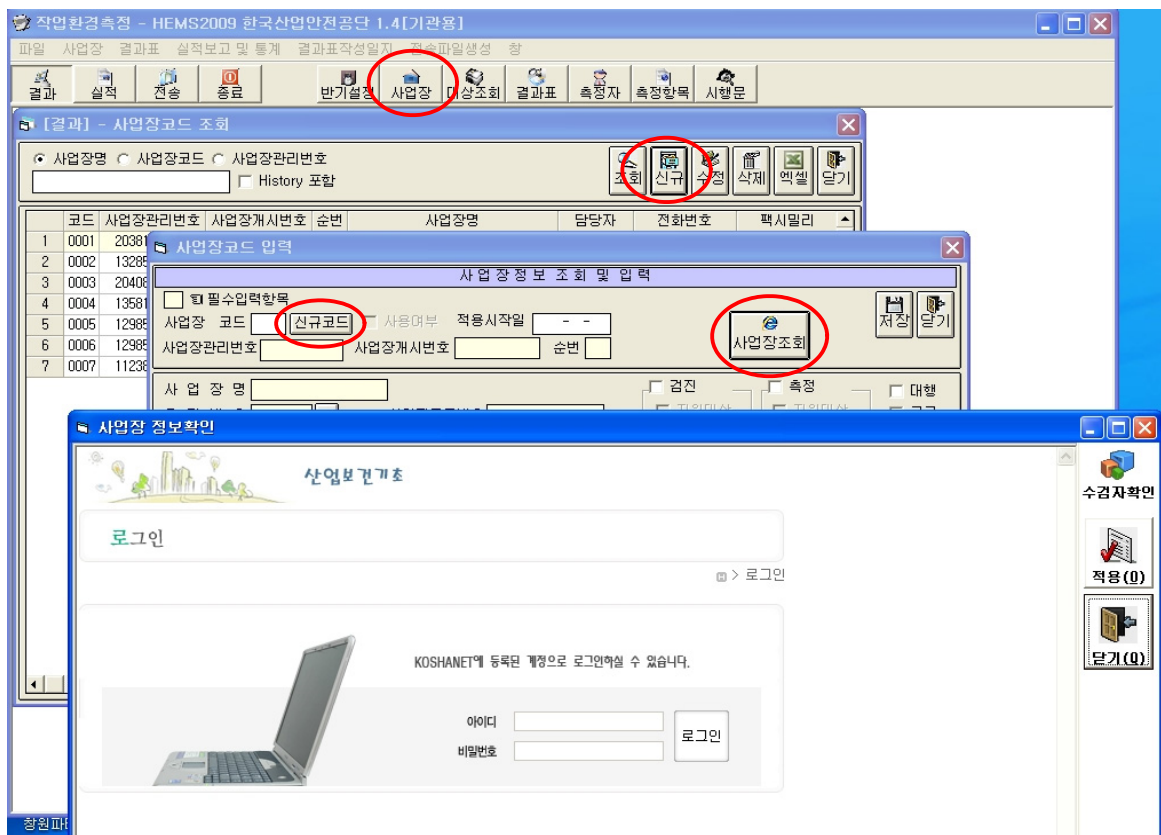 작업환경측정 - HEMS2009 한국산업안전공단 1.4[기관용]
파일 사업장 결과표 실적보고 및 통계 결과표작성일지 전송파일생성 창
결과 실적 전송 종료 반기설정 사업장 대상조회 결과표 측정자 측정항목 시행문
[결과] - 사업장코드 조회
사업장명 사업장코드 사업장관리번호
History 포함
조회 신규 수정 삭제 엑셀 닫기
코드 사업장관리번호 사업장개시번호 순번 사업장명 담당자 전화번호 팩시밀리
1 0001 20381
2 0002 13285
3 0003 20408
4 0004 13581
5 0005 12985
6 0006 12985
7 0007 11238
사업장코드 입력
사업장정보 조회 및 입력
필수입력항목
사업장 코드 신규코드 사용여부 적용시작일 - -
사업장조회
저장 닫기
사업장관리번호 사업장개시번호 순번
사 업 장 명 검진 측정 대행
사업장 정보확인
산업보건기초
수검자확인
로그인
적용(O)
> 로그인
닫기(Q)
KOSHANET에 등록된 계정으로 로그인하실 수 있습니다.
아이디
비밀번호
로그인